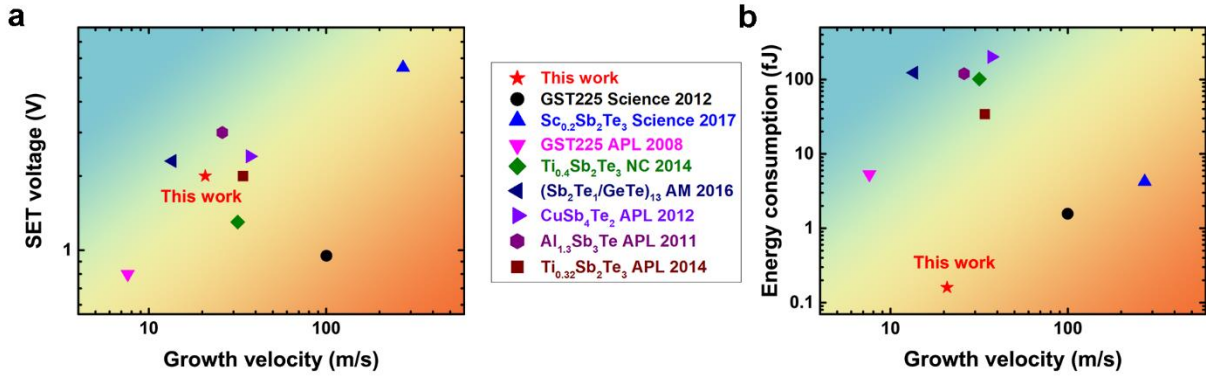 a
SET voltage (V)
1
This work
10
100
Growth velocity (m/s)
This work
GST225 Science 2012
Sc0.2Sb2Te3 Science 2017
GST225 APL 2008
Ti0.4Sb2Te3 NC 2014
(Sb2Te1/GeTe)13 AM 2016
CuSb4Te2 APL 2012
Al1.3Sb3Te APL 2011
Ti0.32Sb2Te3 APL 2014
b
Energy consumption (fJ)
100
10
1
0.1
This work
10
100
Growth velocity (m/s)